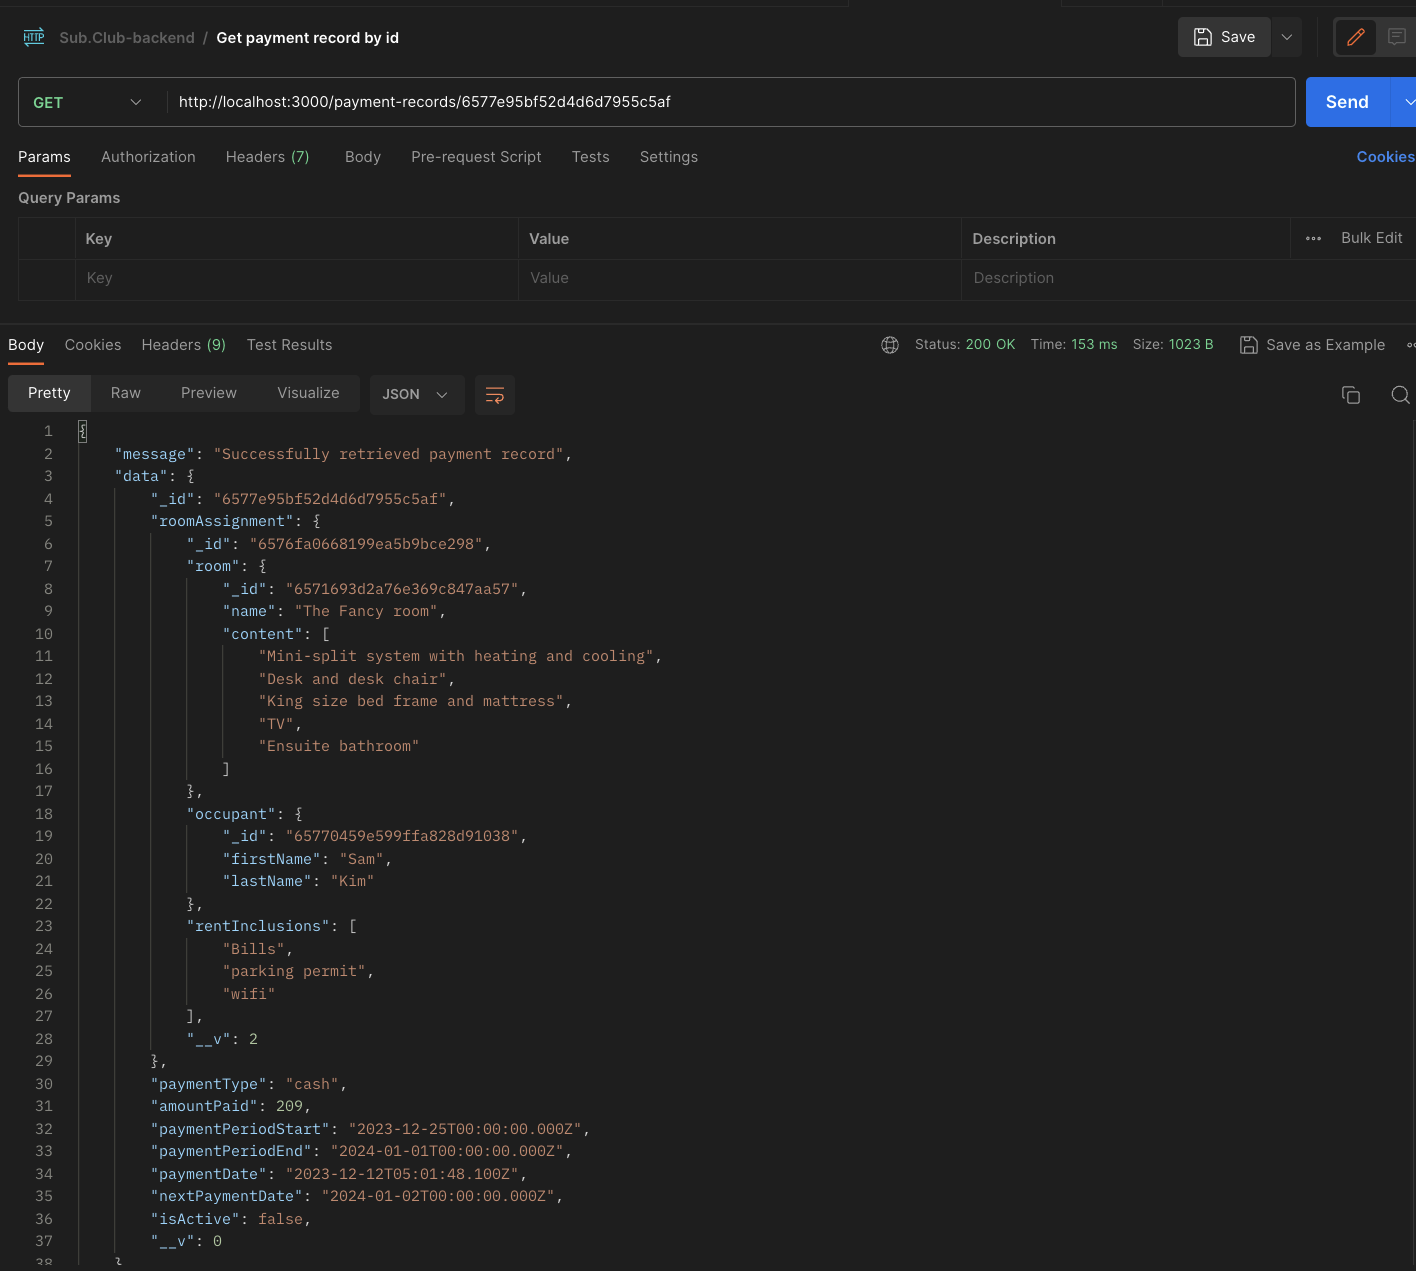 HTTP Sub.Club-backend / Get payment record by id Save
GET http://localhost:3000/payment-records/6577e95bf52d4d6d7955c5af Send
Params Authorization Headers (7) Body Pre-request Script Tests Settings Cookies
Query Params
Key Value Description Bulk Edit
Key Value Description
Body Cookies Headers (9) Test Results Status: 200 OK Time: 153 ms Size: 1023 B Save as Example
Pretty Raw Preview Visualize JSON
1 {
2 "message": "Successfully retrieved payment record",
3 "data": {
4 "_id": "6577e95bf52d4d6d7955c5af",
5 "roomAssignment": {
6 "_id": "6576fa0668199ea5b9bce298",
7 "room": {
8 "_id": "6571693d2a76e369c847aa57",
9 "name": "The Fancy room",
10 "content": [
11 "Mini-split system with heating and cooling",
12 "Desk and desk chair",
13 "King size bed frame and mattress",
14 "TV",
15 "Ensuite bathroom"
16 ]
17 },
18 "occupant": {
19 "_id": "65770459e599ffa828d91038",
20 "firstName": "Sam",
21 "lastName": "Kim"
22 },
23 "rentInclusions": [
24 "Bills",
25 "parking permit",
26 "wifi"
27 ],
28 "__v": 2
29 },
30 "paymentType": "cash",
31 "amountPaid": 209,
32 "paymentPeriodStart": "2023-12-25T00:00:00.000Z",
33 "paymentPeriodEnd": "2024-01-01T00:00:00.000Z",
34 "paymentDate": "2023-12-12T05:01:48.100Z",
35 "nextPaymentDate": "2024-01-02T00:00:00.000Z",
36 "isActive": false,
37 "__v": 0
38 }